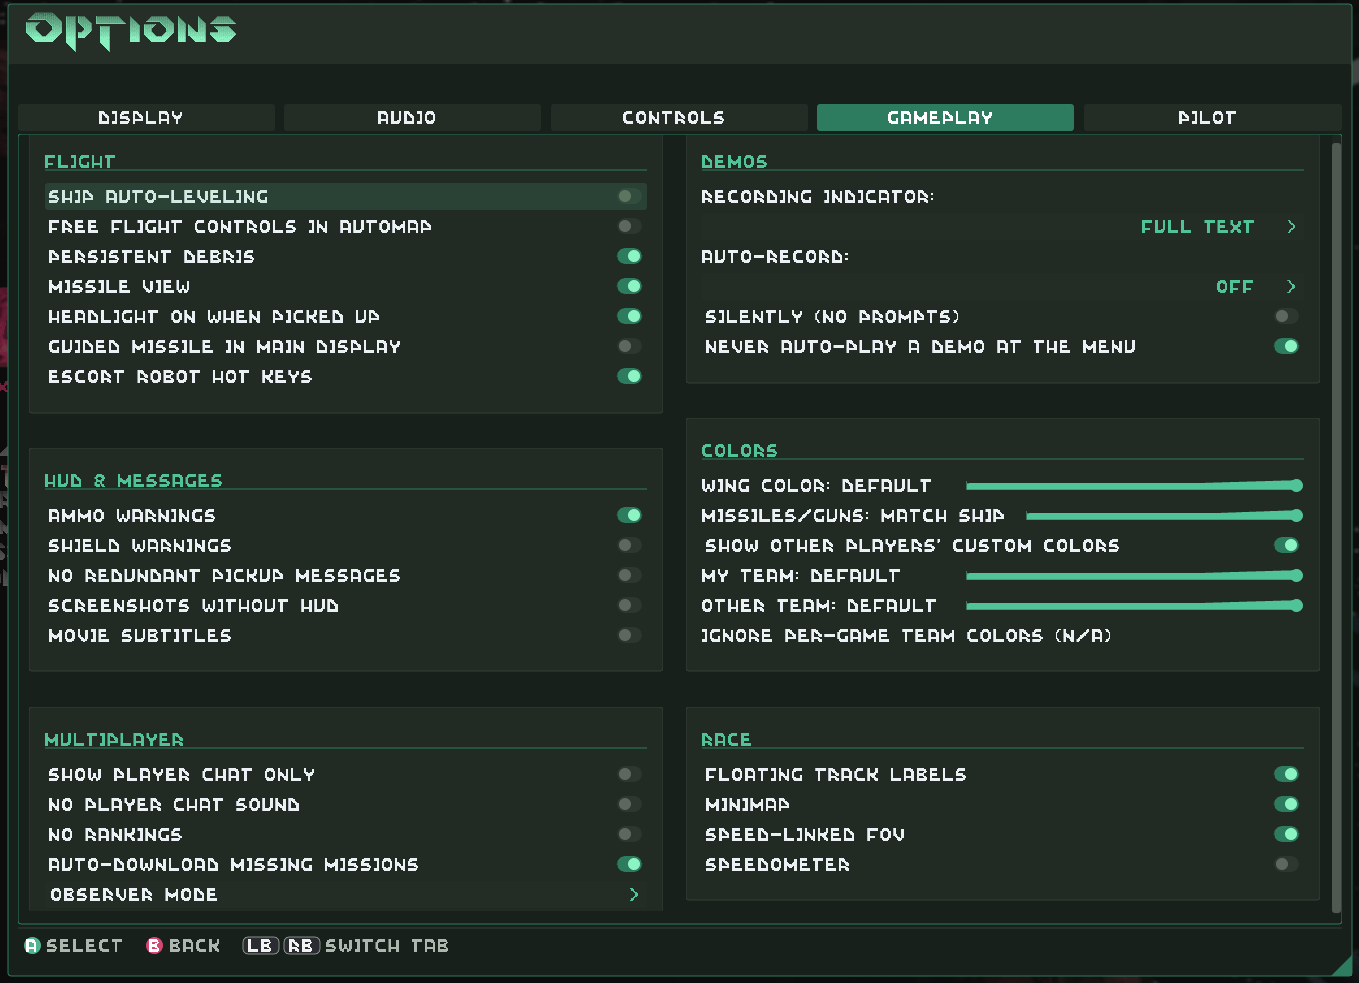 OPTIONS
DISPLAY
AUDIO
CONTROLS
GAMEPLAY
PILOT
FLIGHT
SHIP AUTO-LEVELING
FREE FLIGHT CONTROLS IN AUTOMAP
PERSISTENT DEBRIS
MISSILE VIEW
HEADLIGHT ON WHEN PICKED UP
GUIDED MISSILE IN MAIN DISPLAY
ESCORT ROBOT HOT KEYS
HUD & MESSAGES
AMMO WARNINGS
SHIELD WARNINGS
NO REDUNDANT PICKUP MESSAGES
SCREENSHOTS WITHOUT HUD
MOVIE SUBTITLES
MULTIPLAYER
SHOW PLAYER CHAT ONLY
NO PLAYER CHAT SOUND
NO RANKINGS
AUTO-DOWNLOAD MISSING MISSIONS
OBSERVER MODE
DEMOS
RECORDING INDICATOR:
FULL TEXT
AUTO-RECORD:
OFF
SILENTLY (NO PROMPTS)
NEVER AUTO-PLAY A DEMO AT THE MENU
COLORS
WING COLOR: DEFAULT
MISSILES/GUNS: MATCH SHIP
SHOW OTHER PLAYERS' CUSTOM COLORS
MY TEAM: DEFAULT
OTHER TEAM: DEFAULT
IGNORE PER-GAME TEAM COLORS (N/A)
RACE
FLOATING TRACK LABELS
MINIMAP
SPEED-LINKED FOV
SPEEDOMETER
A SELECT B BACK LB RB SWITCH TAB